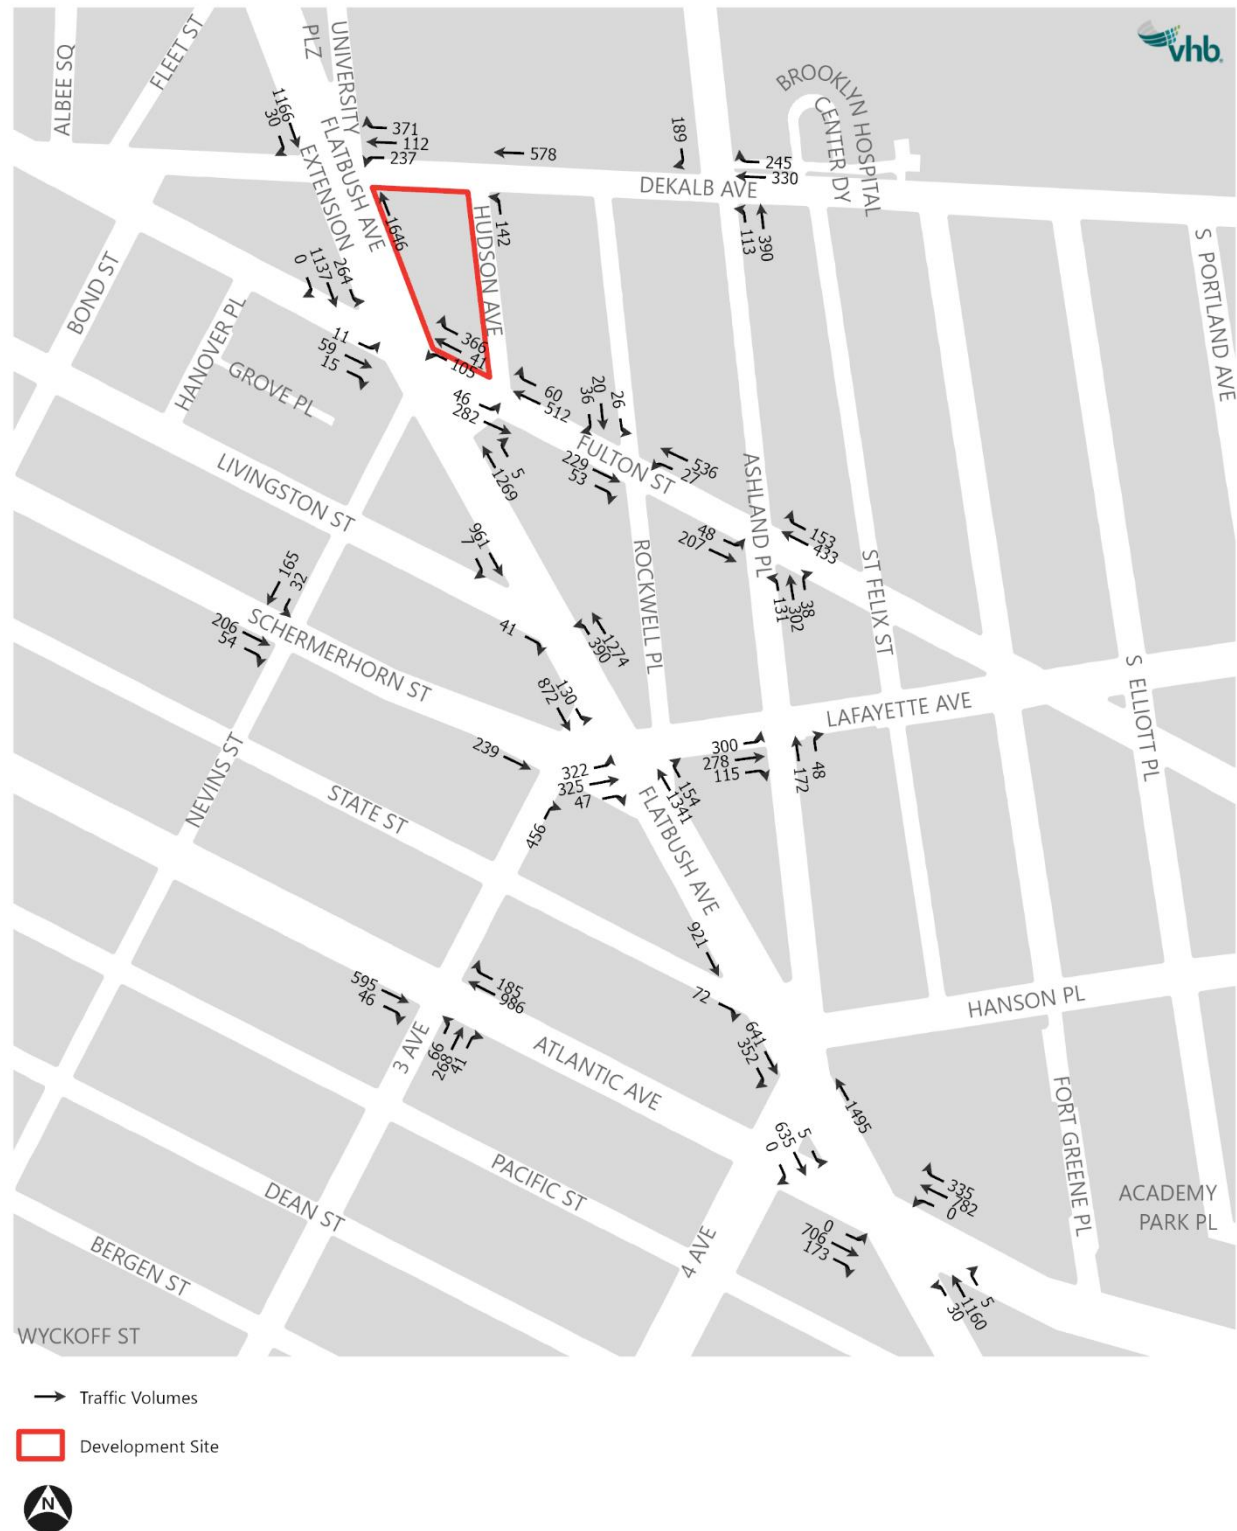 vhb.
ALBEE SQ
FLEET ST
UNIVERSITY
PLZ
BROOKLYN HOSPITAL
CENTER DY
1166
30
371
112
237
578
189
245
330
DEKALB AVE
FLATBUSH AVE
EXTENSION
1646
HUDSON AVE
142
113
390
S PORTLAND AVE
BOND ST
HANOVER PL
GROVE PL
0
1137
264
11
59
15
366
41
105
46
282
60
512
20
36
26
5
1269
FULTON ST
229
53
536
27
ASHLAND PL
48
207
153
433
131
302
38
ST FELIX ST
ROCKWELL PL
LIVINGSTON ST
961
7
165
32
206
54
SCHERMERHORN ST
41
390
1274
130
872
239
322
325
47
456
154
1341
300
278
115
172
48
LAFAYETTE AVE
S ELLIOTT PL
NEVINS ST
STATE ST
FLATBUSH AVE
921
72
641
352
HANSON PL
595
46
185
986
3 AVE
66
268
41
ATLANTIC AVE
1495
635
5
0
335
782
0
0
706
173
30
1160
5
FORT GREENE PL
ACADEMY
PARK PL
PACIFIC ST
DEAN ST
BERGEN ST
4 AVE
WYCKOFF ST
Traffic Volumes
Development Site
N